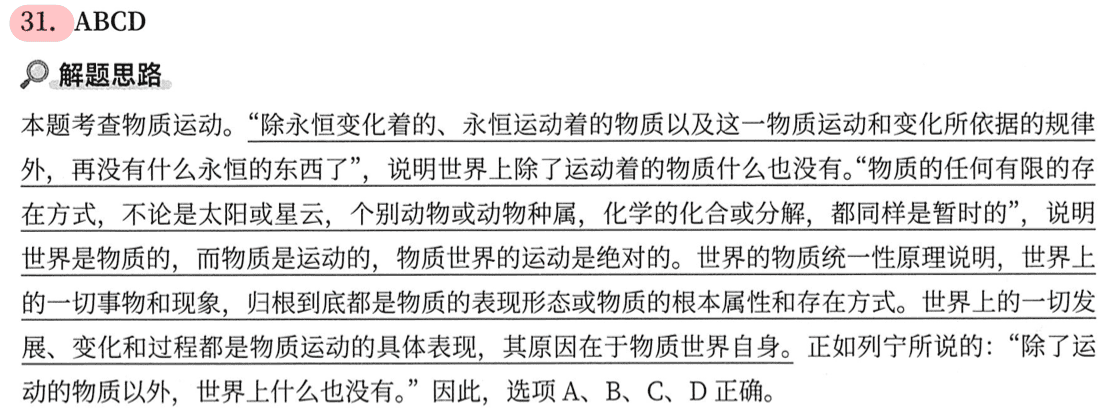 31. ABCD
解题思路
本题考查物质运动。“除永恒变化着的、永恒运动着的物质以及这一物质运动和变化所依据的规律
外，再没有什么永恒的东西了”，说明世界上除了运动着的物质什么也没有。“物质的任何有限的存
在方式，不论是太阳或星云，个别动物或动物种属，化学的化合或分解，都同样是暂时的”，说明
世界是物质的，而物质是运动的，物质世界的运动是绝对的。世界的物质统一性原理说明，世界上
的一切事物和现象，归根到底都是物质的表现形态或物质的根本属性和存在方式。世界上的一切发
展、变化和过程都是物质运动的具体表现，其原因在于物质世界自身。正如列宁所说的：“除了运
动的物质以外，世界上什么也没有。”因此，选项 A、B、C、D 正确。